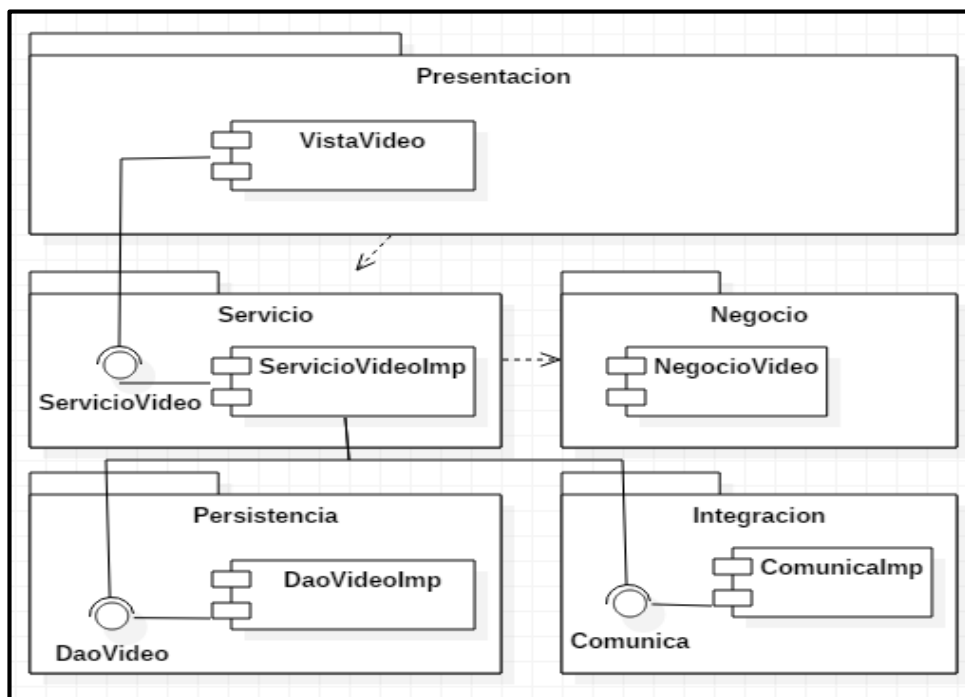 Presentacion
VistaVideo
Servicio
ServicioVideoImp
ServicioVideo
Negocio
NegocioVideo
Persistencia
DaoVideoImp
DaoVideo
Integracion
ComunicaImp
Comunica